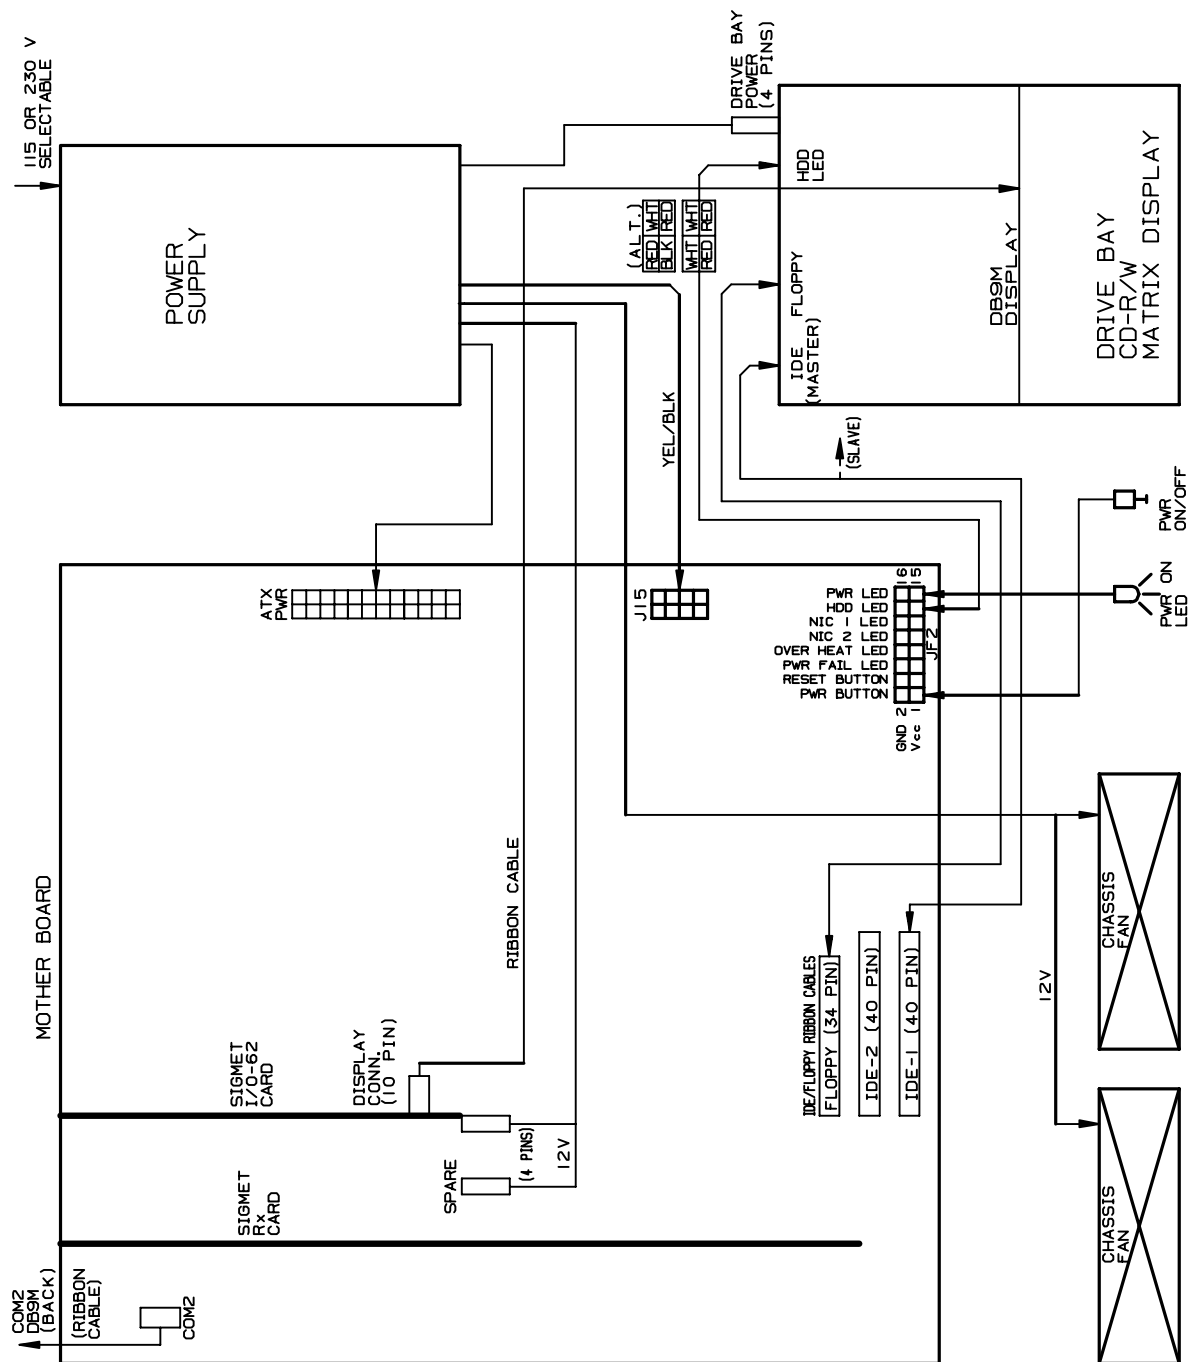 115 OR 230 V
SELECTABLE
POWER
SUPPLY
DRIVE BAY
POWER
(4 PINS)
HDD
LED
(ALT.)
RED WHT
BLK RED
WHT WHT
RED RED
FLOPPY
IDE
(MASTER)
DB9M
DISPLAY
DRIVE BAY
CD-R/W
MATRIX DISPLAY
YEL/BLK
(SLAVE)
PWR
ON/OFF
PWR ON
LED
MOTHER BOARD
ATX
PWR
J15
PWR LED
HDD LED
NIC 1 LED
NIC 2 LED
OVER HEAT LED
PWR FAIL LED
RESET BUTTON
PWR BUTTON
16
15
JF2
GND 2
Vcc 1
RIBBON CABLE
SIGMET
I/O-62
CARD
DISPLAY
CONN.
(10 PIN)
IDE/FLOPPY RIBBON CABLES
FLOPPY (34 PIN)
IDE-2 (40 PIN)
IDE-1 (40 PIN)
CHASSIS
FAN
12V
SPARE
(4 PINS)
12V
SIGMET
Rx
CARD
CHASSIS
FAN
COM2
DB9M
(BACK)
(RIBBON
CABLE)
COM2